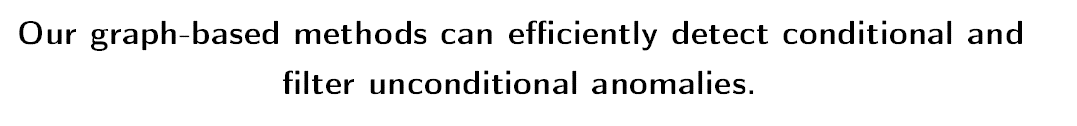 Our graph-based methods can efficiently detect conditional and
filter unconditional anomalies.